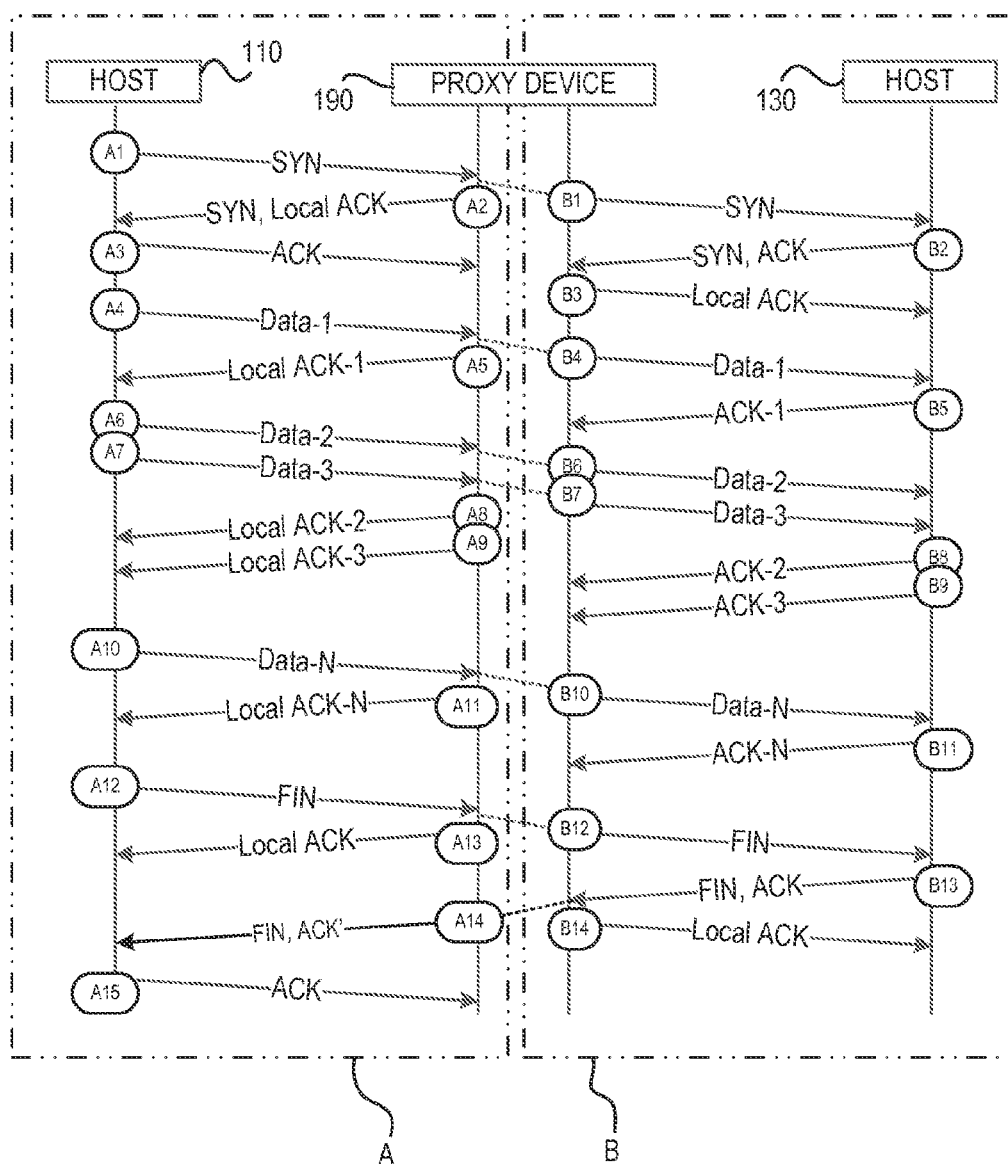 110
HOST
190
PROXY DEVICE
130
HOST
A1
SYN
A2
B1
SYN, Local ACK
SYN
A3
ACK
B2
SYN, ACK
B3
Local ACK
A4
Data-1
A5
B4
Local ACK-1
Data-1
A6
B5
ACK-1
Data-2
A7
B6
Data-3
Data-2
B7
A8
Data-3
Local ACK-2
A9
Local ACK-3
B8
ACK-2
B9
ACK-3
A10
Data-N
A11
B10
Local ACK-N
Data-N
B11
ACK-N
A12
FIN
B12
A13
Local ACK
FIN
B13
FIN, ACK
A14
FIN, ACK'
B14
Local ACK
A15
ACK
A
B